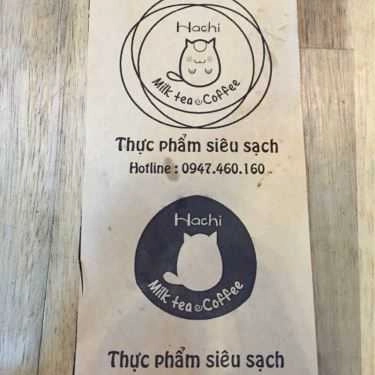 Hachi
Milk tea & Coffee
Thực phẩm siêu sạch
Hotline : 0947.460.160
Hachi
Milk tea & Coffee
Thực phẩm siêu sạch